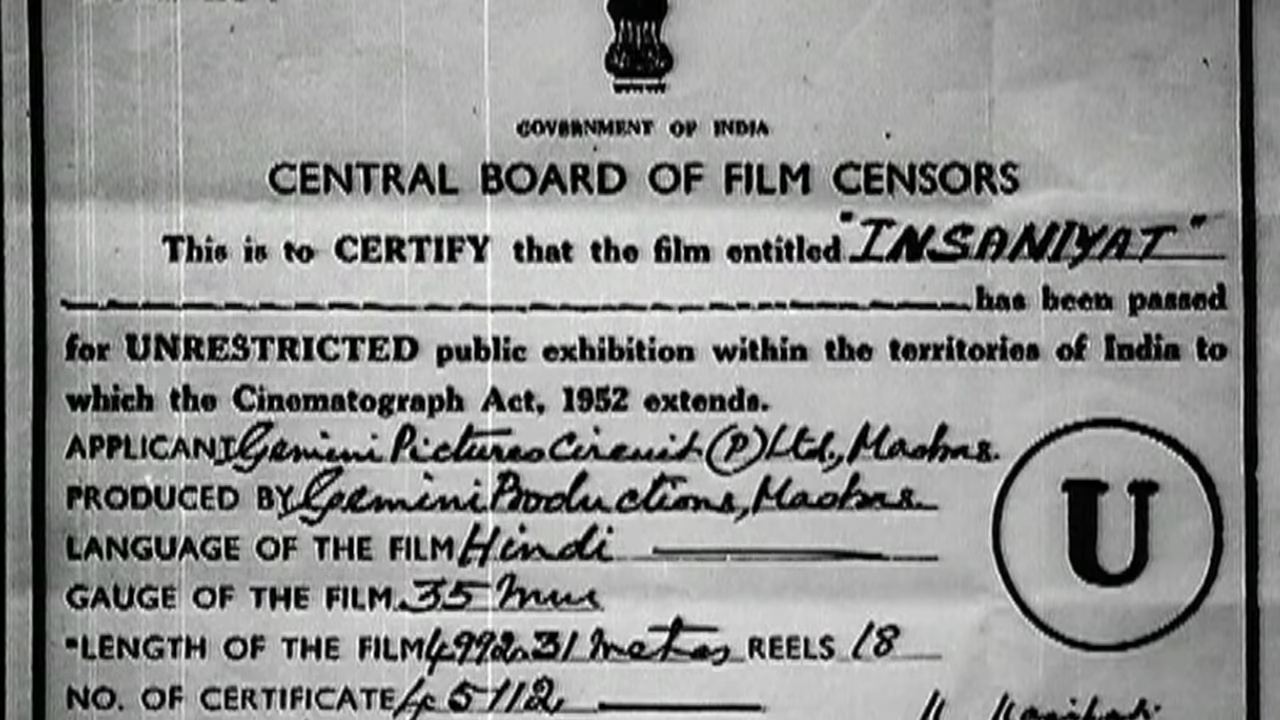 GOVERNMENT OF INDIA
CENTRAL BOARD OF FILM CENSORS
This is to CERTIFY that the film entitled "INSANIYAT"
has been passed
for UNRESTRICTED public exhibition within the territories of India to
which the Cinematograph Act, 1952 extends.
APPLICANT Gemini Pictures Circuit (P) Ltd., Madras.
PRODUCED BY Gemini Productions, Madras.
LANGUAGE OF THE FILM Hindi
U
GAUGE OF THE FILM. 35 mm
*LENGTH OF THE FILM 4992.31 metres REELS 18
NO. OF CERTIFICATE 45112